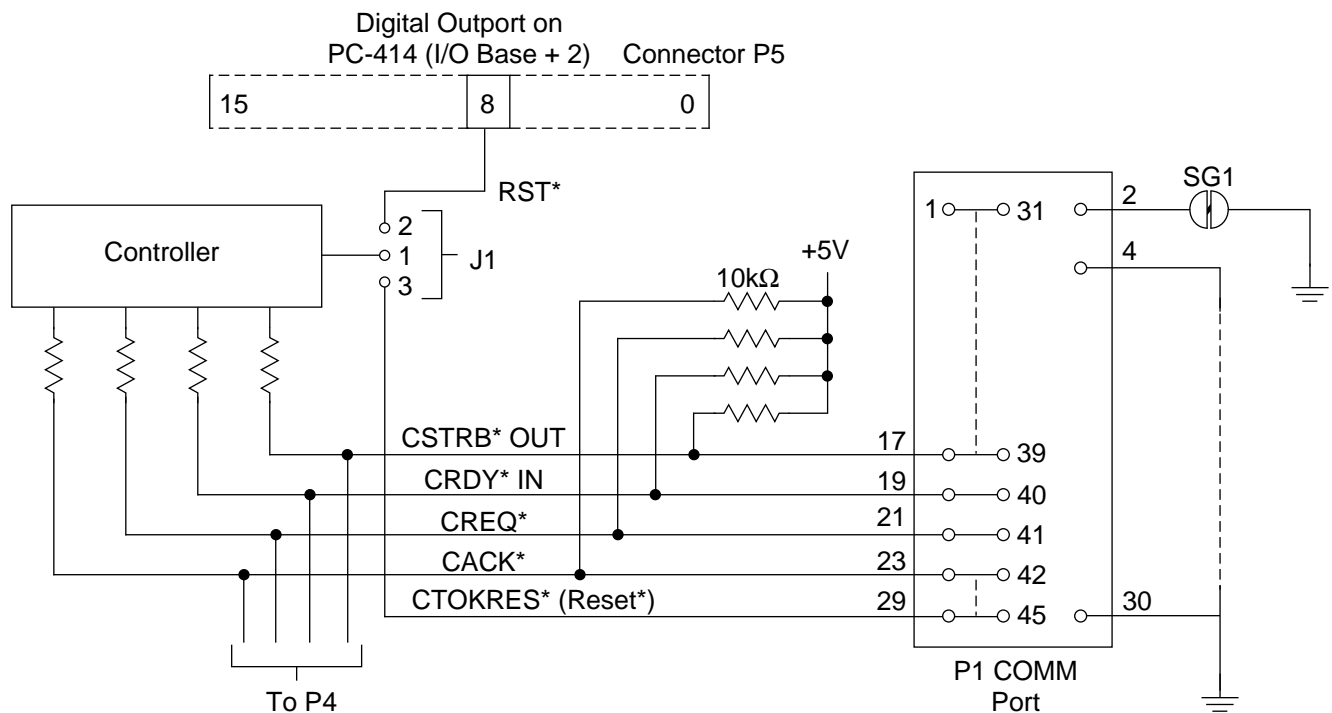 Digital Outport on
PC-414 (I/O Base + 2)
Connector P5
15
8
0
RST*
2
1
3
J1
Controller
+5V
10kΩ
SG1
1
31
2
4
CSTRB* OUT
17
39
CRDY* IN
19
40
CREQ*
21
41
CACK*
23
42
CTOKRES* (Reset*)
29
45
30
To P4
P1 COMM
Port